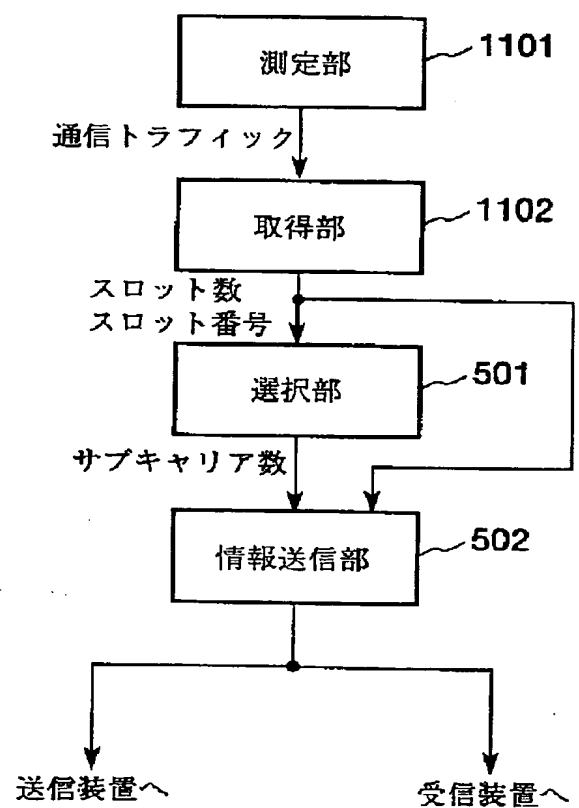 測定部
1101
通信トラフィック
取得部
1102
スロット数
スロット番号
選択部
501
サブキャリア数
情報送信部
502
送信装置へ
受信装置へ